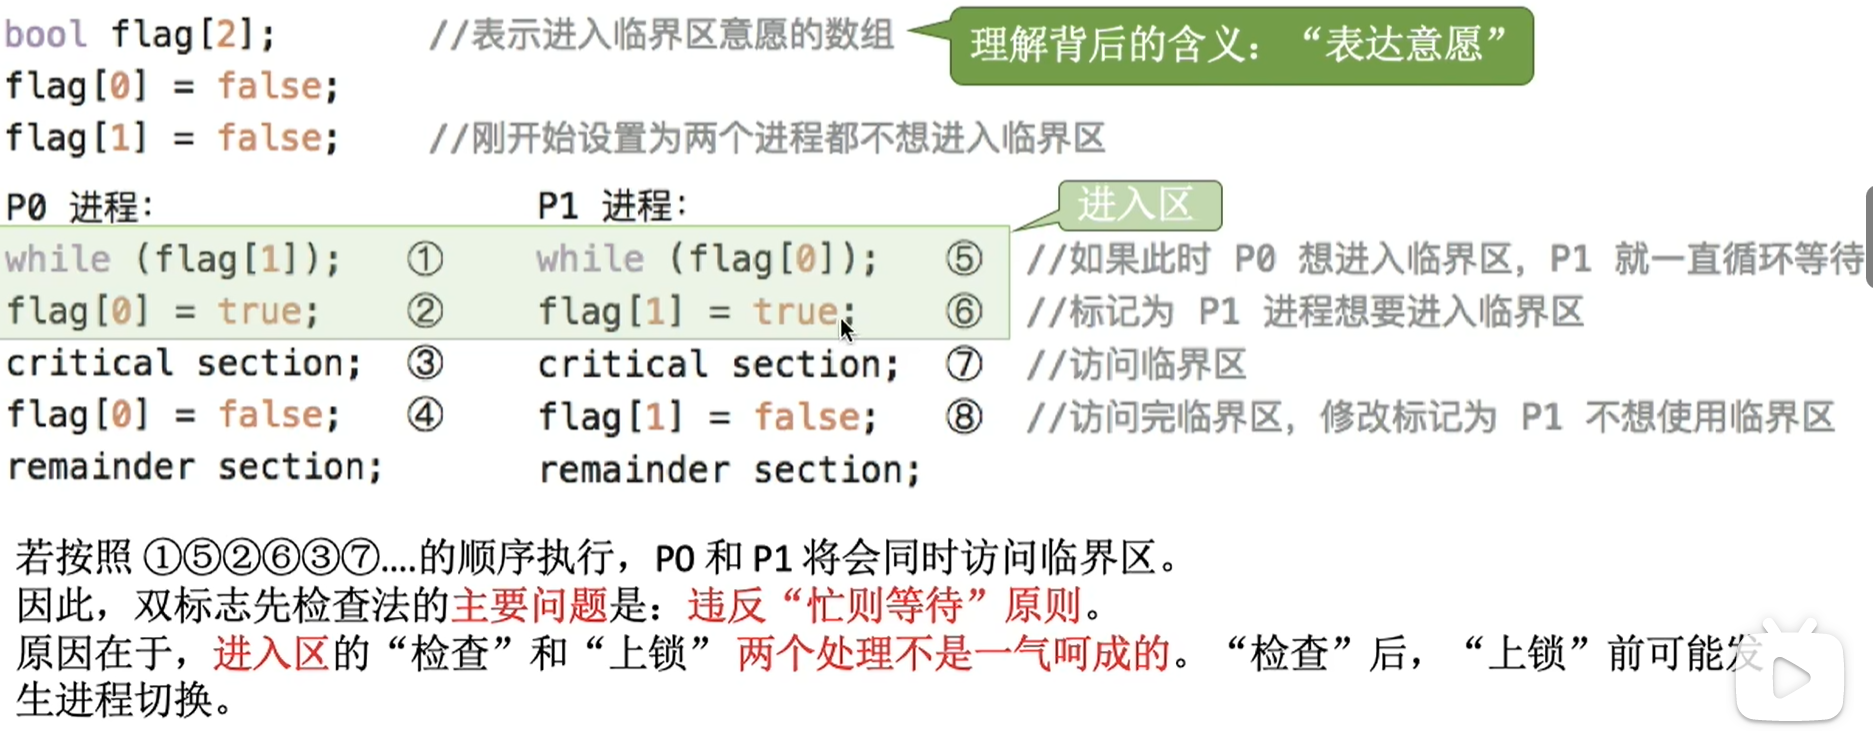 bool flag[2]; //表示进入临界区意愿的数组 理解背后的含义：“表达意愿”
flag[0] = false;
flag[1] = false; //刚开始设置为两个进程都不想进入临界区
P0 进程： P1 进程： 进入区
while (flag[1]); ① while (flag[0]); ⑤ //如果此时 P0 想进入临界区，P1 就一直循环等待
flag[0] = true; ② flag[1] = true; ⑥ //标记为 P1 进程想要进入临界区
critical section; ③ critical section; ⑦ //访问临界区
flag[0] = false; ④ flag[1] = false; ⑧ //访问完临界区，修改标记为 P1 不想使用临界区
remainder section; remainder section;
若按照 ①⑤②⑥③⑦....的顺序执行，P0 和 P1 将会同时访问临界区。
因此，双标志先检查法的主要问题是：违反“忙则等待”原则。
原因在于，进入区的“检查”和“上锁” 两个处理不是一气呵成的。“检查”后，“上锁”前可能发
生进程切换。